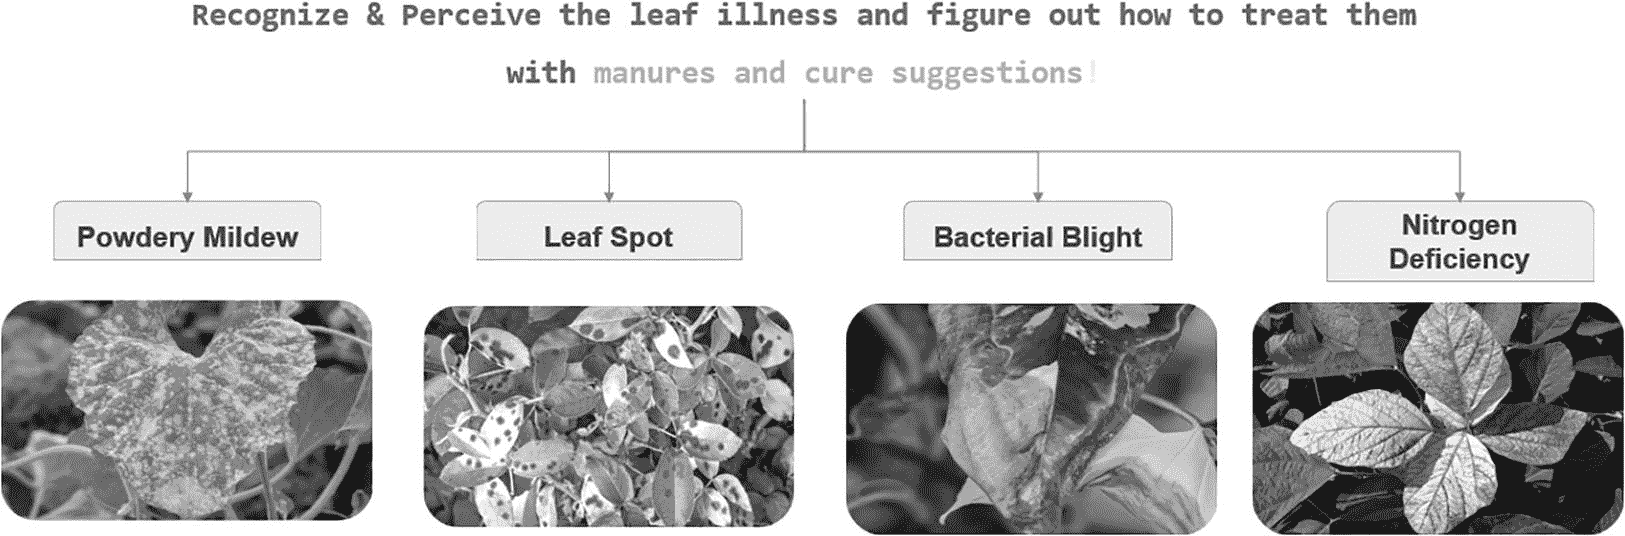 Recognize & Perceive the leaf illness and figure out how to treat them
with manures and cure suggestions!
Powdery Mildew
Leaf Spot
Bacterial Blight
Nitrogen
Deficiency